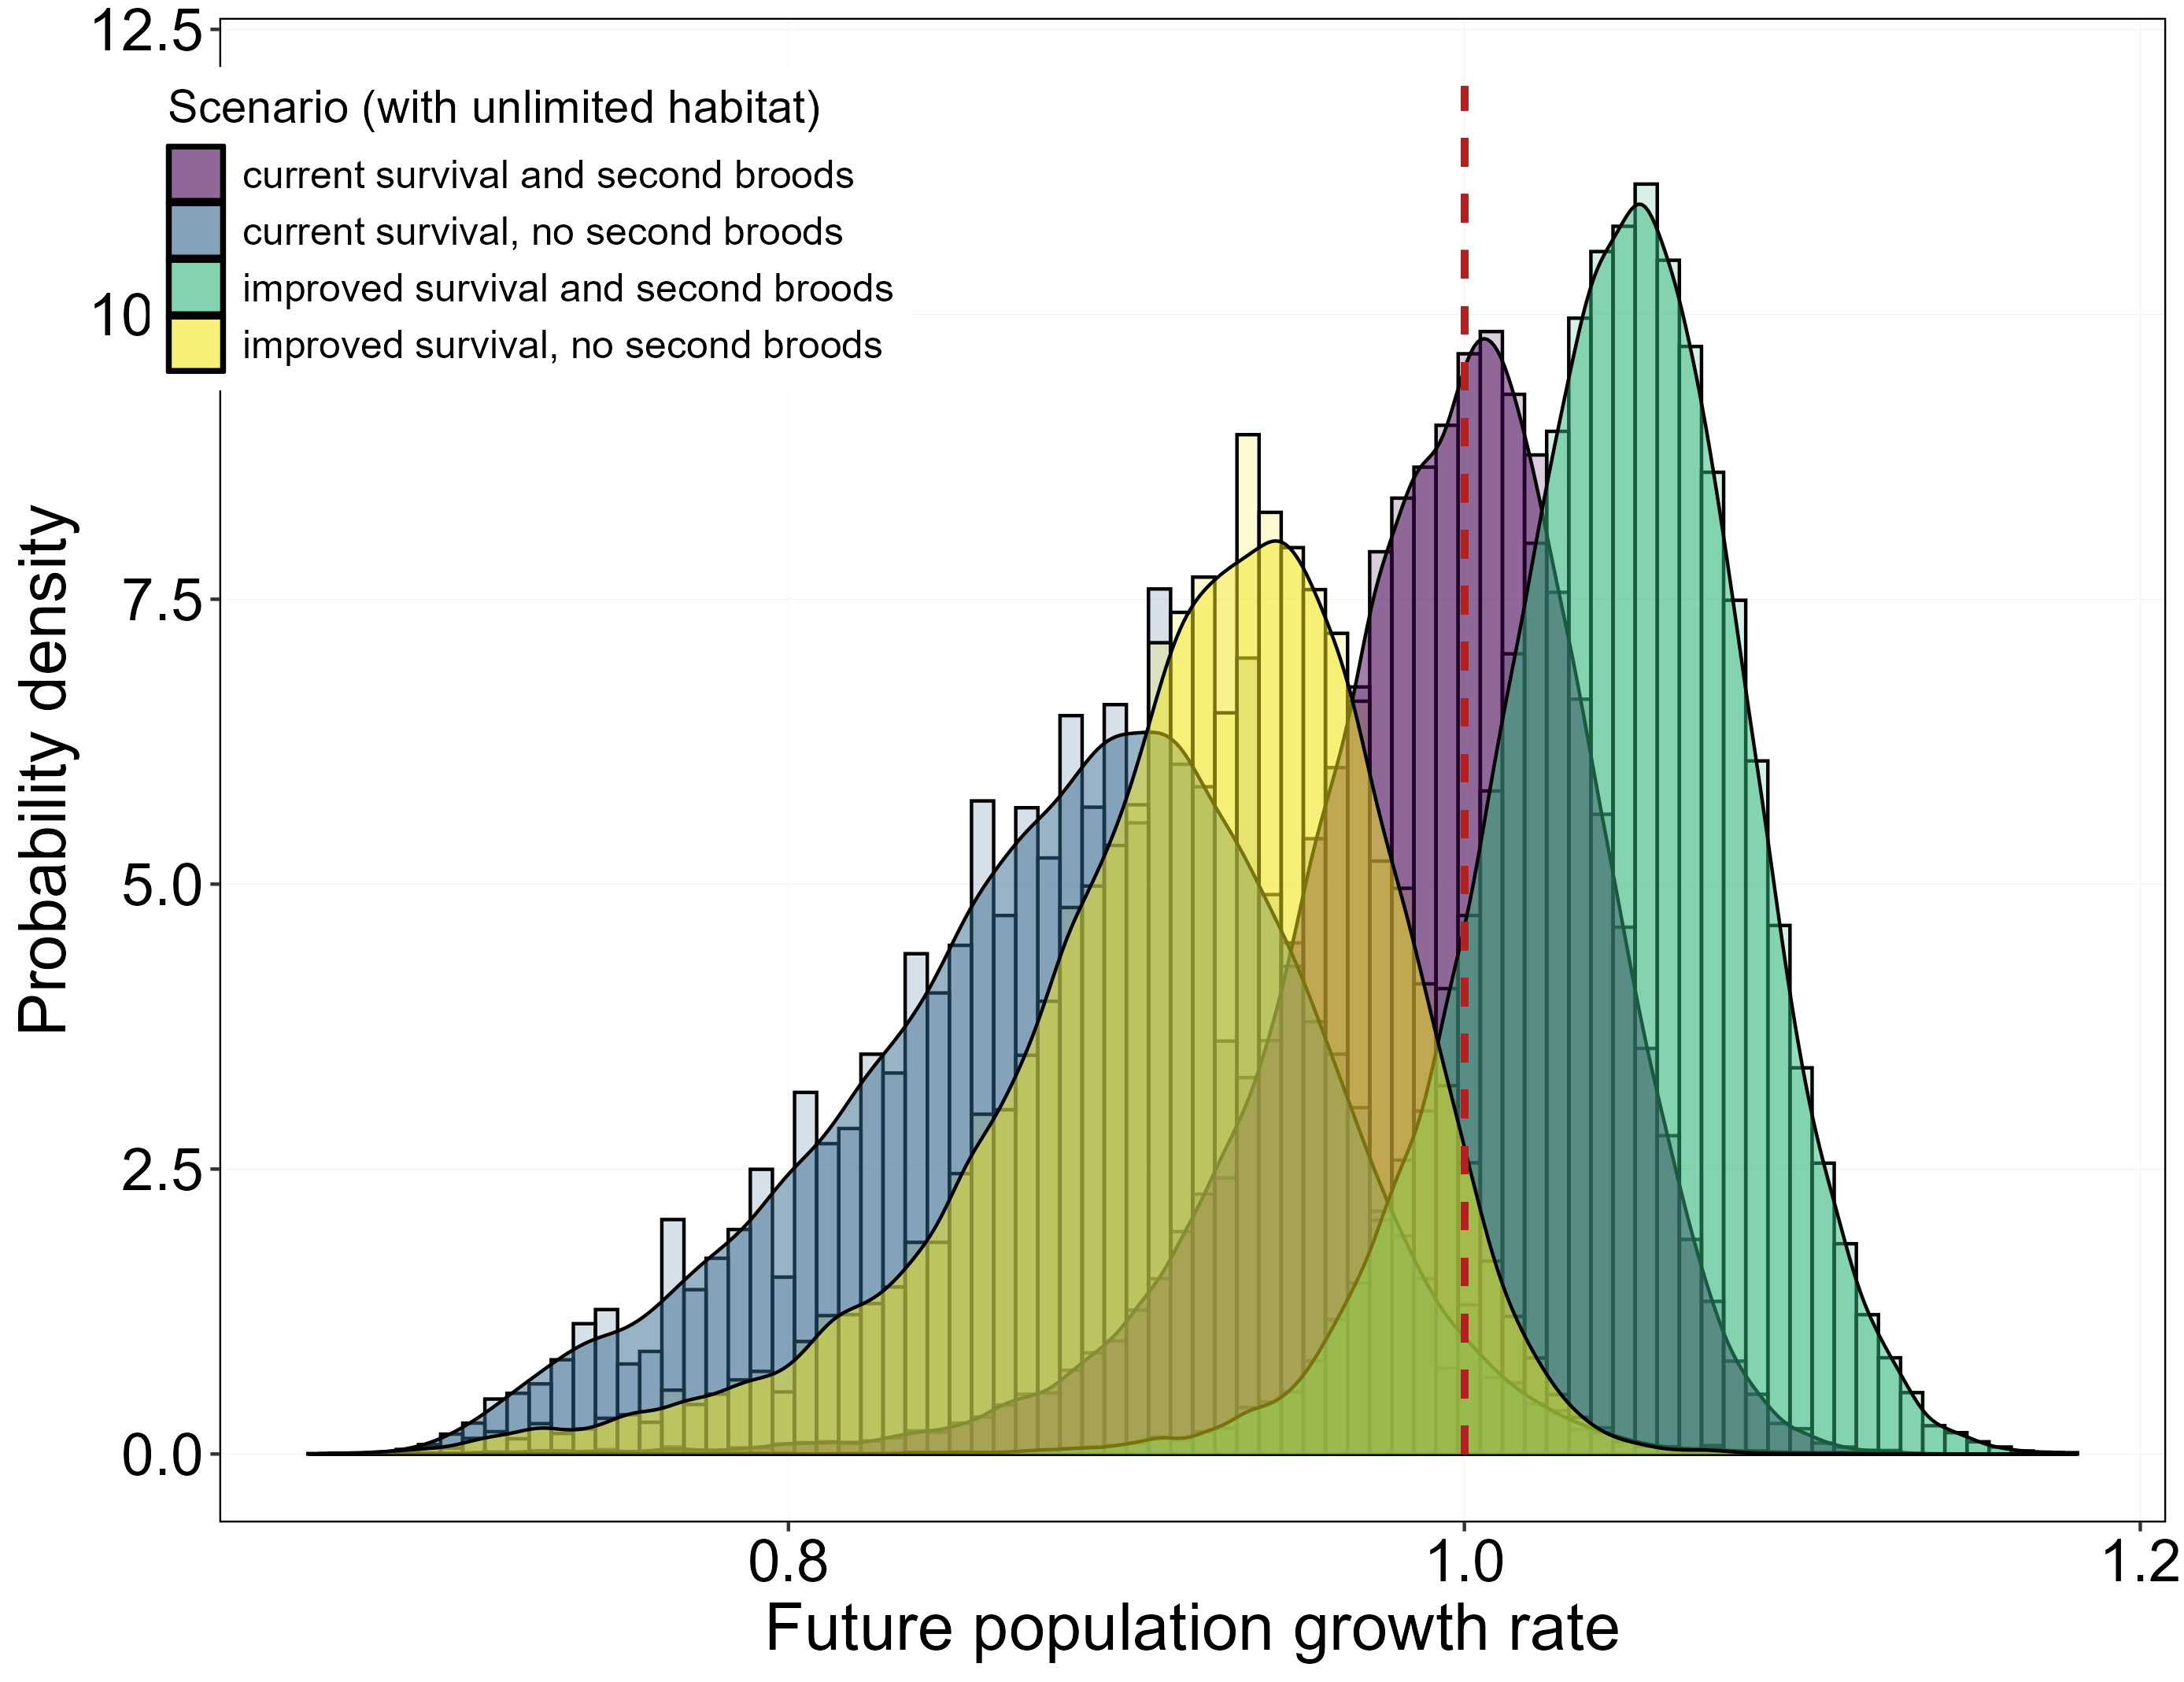 12.5
Scenario (with unlimited habitat)
current survival and second broods
current survival, no second broods
improved survival and second broods
improved survival, no second broods
10
7.5
5.0
2.5
0.0
Probability density
0.8
1.0
1.2
Future population growth rate